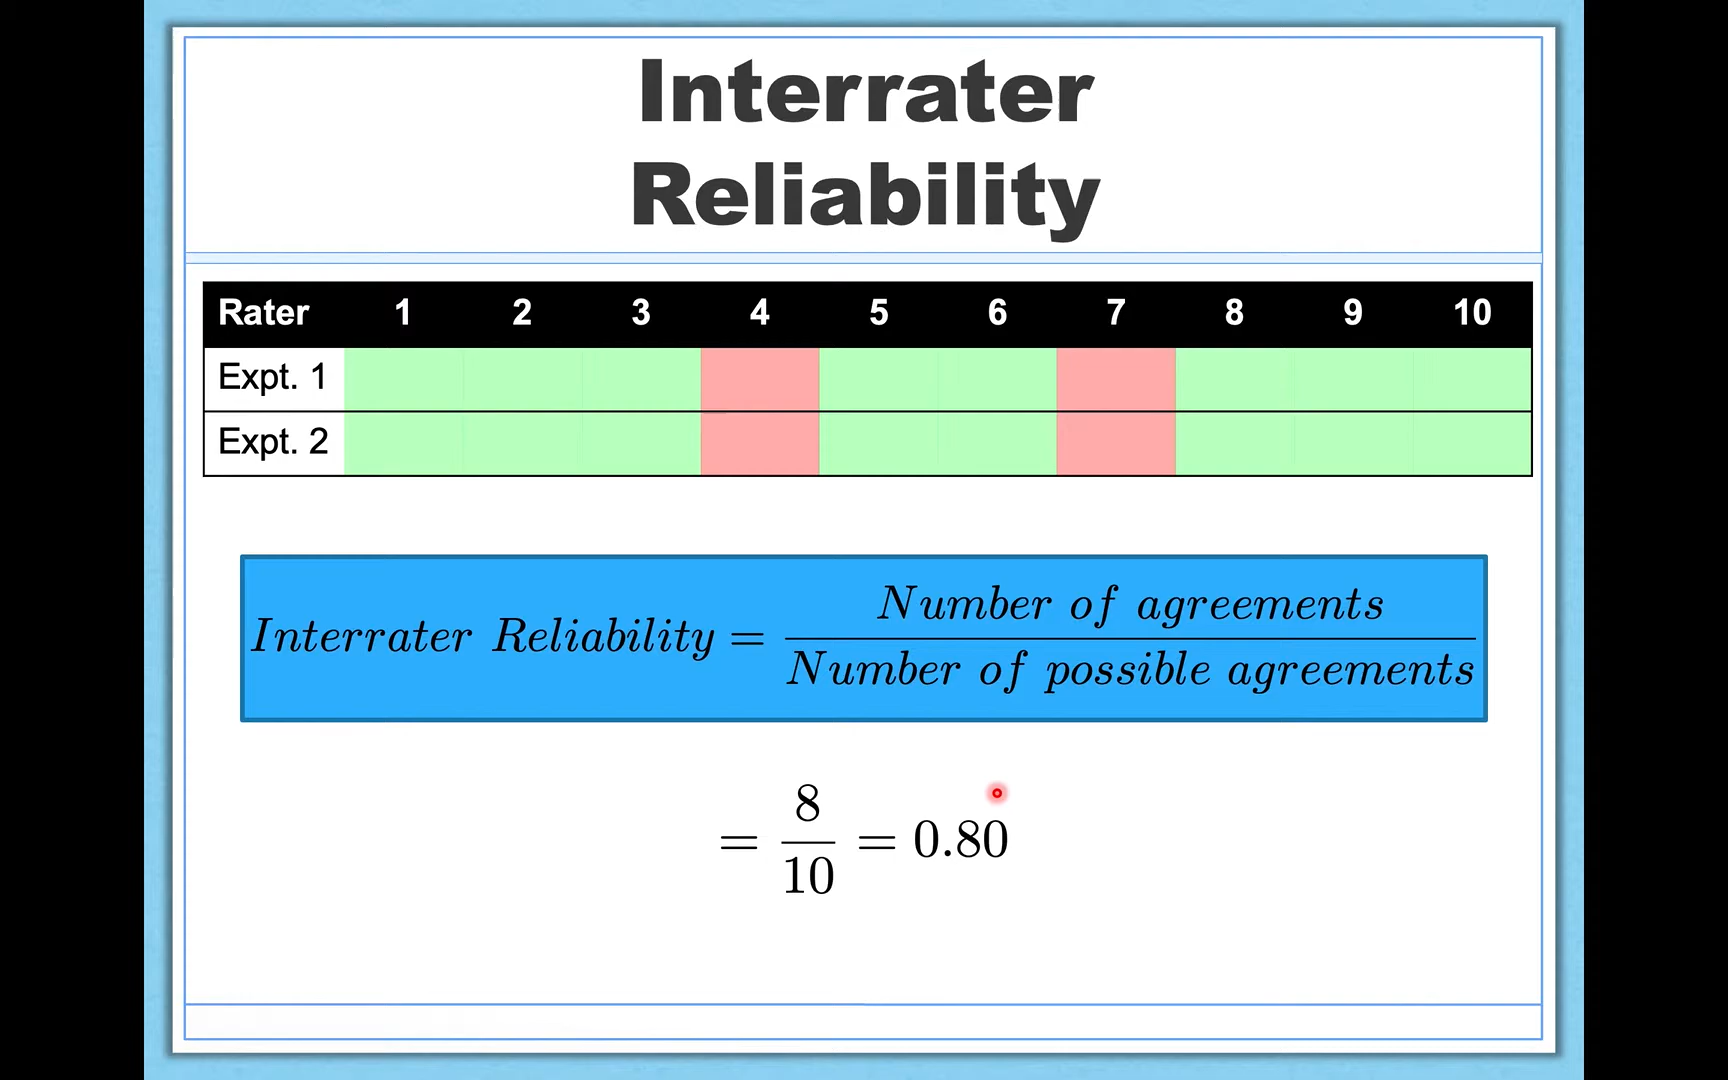 Interrater
Reliability
Rater 1 2 3 4 5 6 7 8 9 10
Expt. 1
Expt. 2
Interrater Reliability = Number of agreements / Number of possible agreements
= 8 / 10 = 0.80